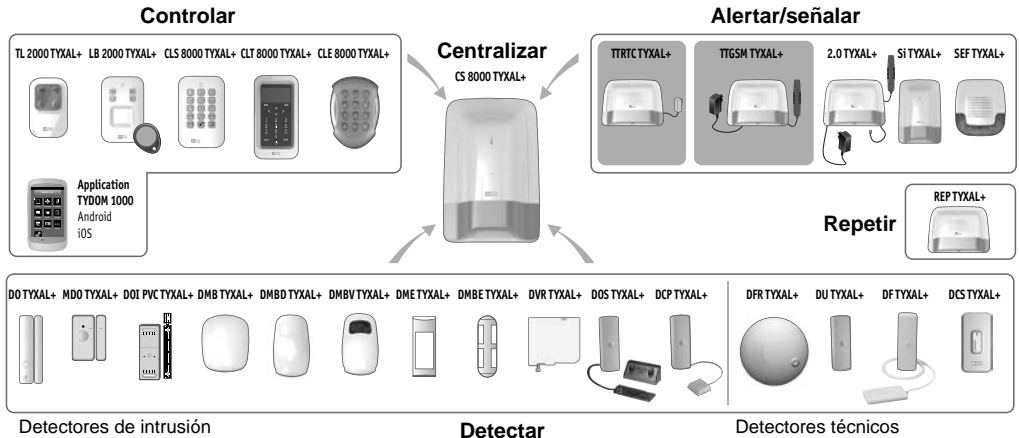 Controlar
TL 2000 TYXAL+ LB 2000 TYXAL+ CLS 8000 TYXAL+ CLT 8000 TYXAL+ CLE 8000 TYXAL+
Application
TYDOM 1000
Android
iOS
Centralizar
CS 8000 TYXAL+
Alertar/señalar
TTRTC TYXAL+ TTGSM TYXAL+ 2.0 TYXAL+ Si TYXAL+ SEF TYXAL+
Repetir
REP TYXAL+
DO TYXAL+ MDO TYXAL+ DOI PVC TYXAL+ DMB TYXAL+ DMBD TYXAL+ DMBV TYXAL+ DME TYXAL+ DMBE TYXAL+ DVR TYXAL+ DOS TYXAL+ DCP TYXAL+ DFR TYXAL+ DU TYXAL+ DF TYXAL+ DCS TYXAL+
Detectores de intrusión
Detectar
Detectores técnicos